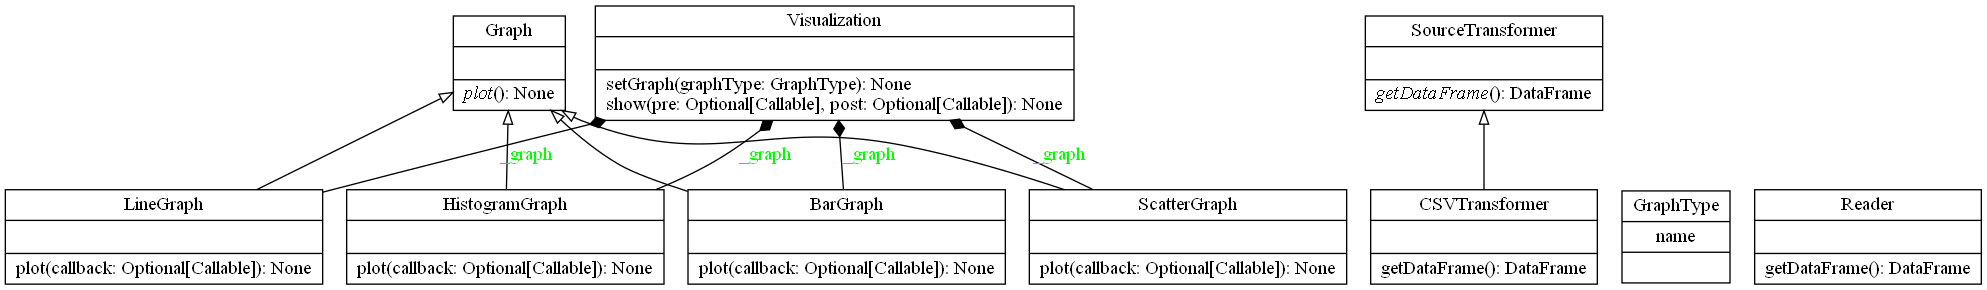 Graph
plot(): None
Visualization
setGraph(graphType: GraphType): None
show(pre: Optional[Callable], post: Optional[Callable]): None
SourceTransformer
getDataFrame(): DataFrame
_graph
_graph
_graph
_graph
LineGraph
plot(callback: Optional[Callable]): None
HistogramGraph
plot(callback: Optional[Callable]): None
BarGraph
plot(callback: Optional[Callable]): None
ScatterGraph
plot(callback: Optional[Callable]): None
CSVTransformer
getDataFrame(): DataFrame
GraphType
name
Reader
getDataFrame(): DataFrame